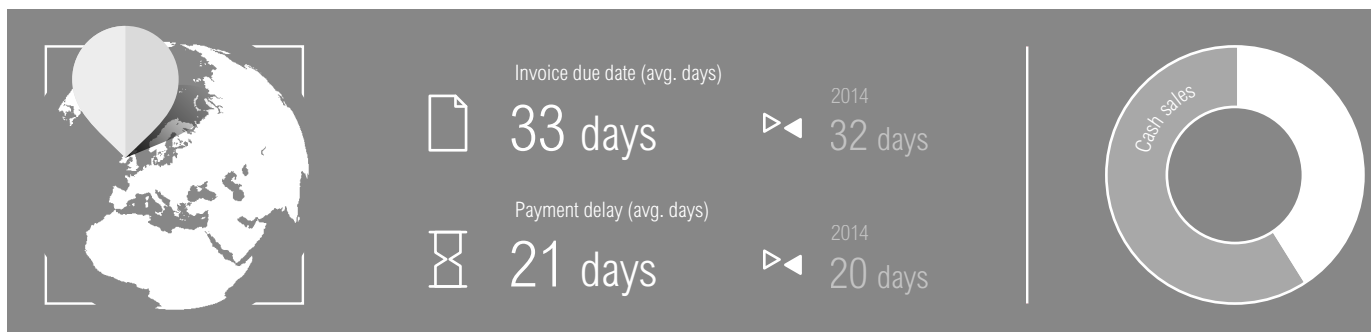 Invoice due date (avg. days)
33 days
2014
32 days
Payment delay (avg. days)
21 days
2014
20 days
Cash sales